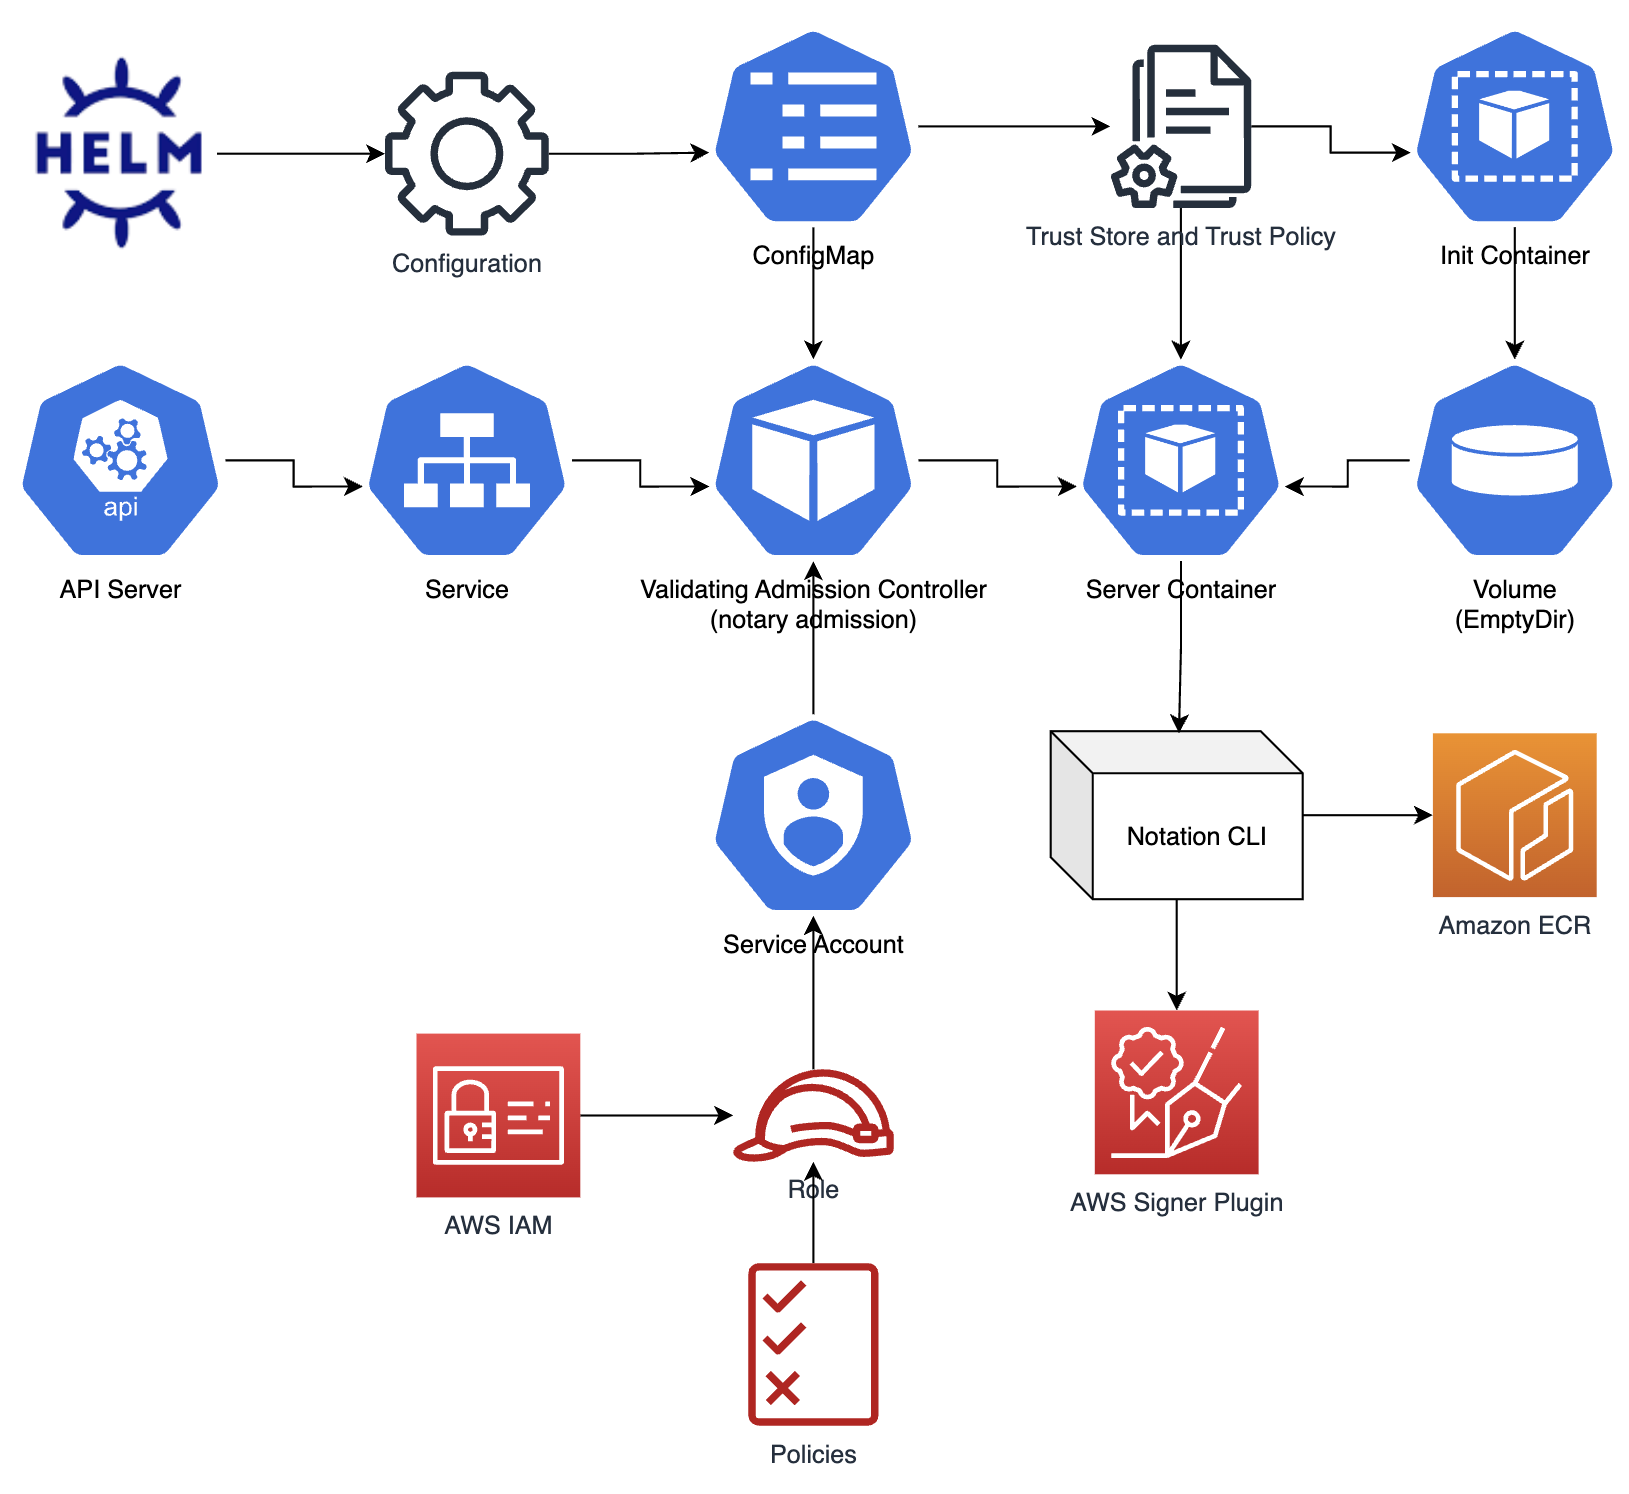 HELM
Configuration
ConfigMap
Trust Store and Trust Policy
Init Container
api
API Server
Service
Validating Admission Controller
(notary admission)
Server Container
Volume
(EmptyDir)
Notation CLI
Amazon ECR
Service Account
AWS IAM
Role
AWS Signer Plugin
Policies